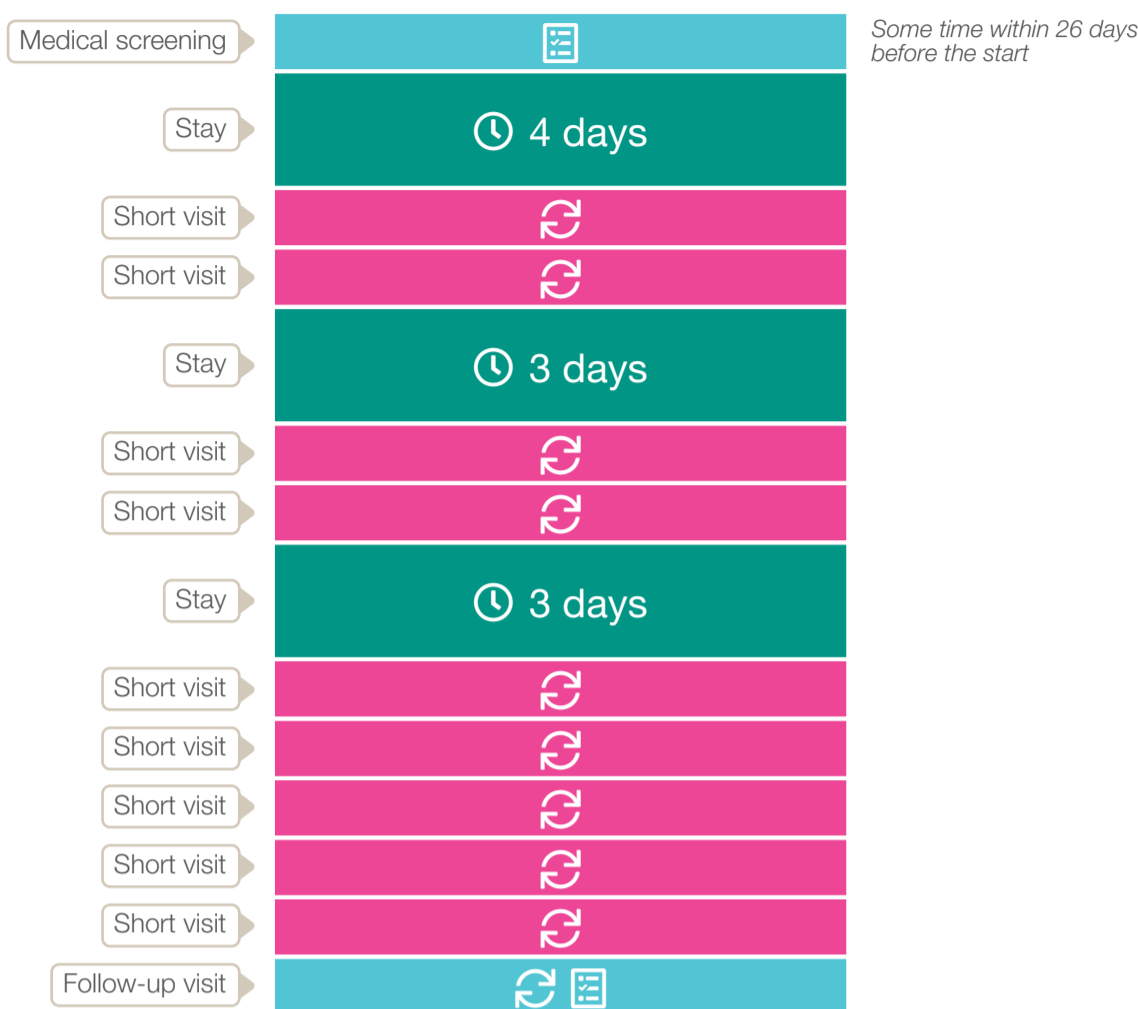 Medical screening
Some time within 26 days
before the start
Stay
4 days
Short visit
Short visit
Stay
3 days
Short visit
Short visit
Stay
3 days
Short visit
Short visit
Short visit
Short visit
Short visit
Follow-up visit